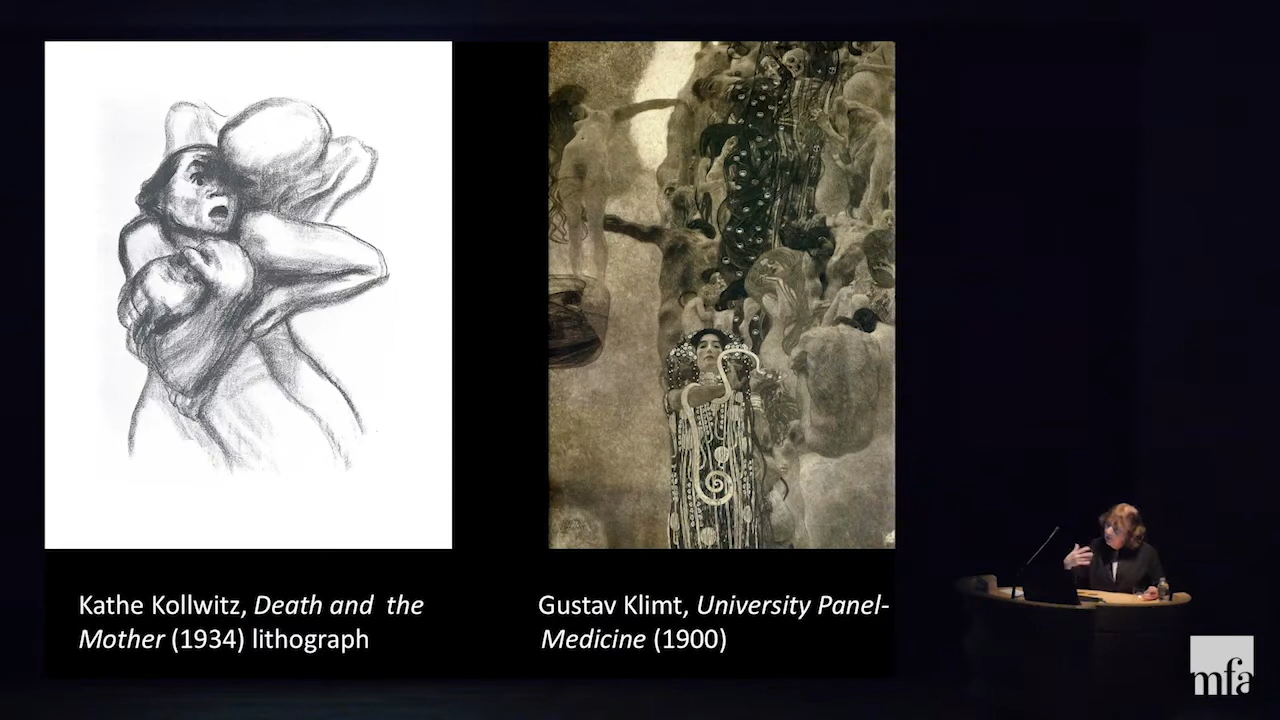 Kathe Kollwitz, Death and the
Mother (1934) lithograph
Gustav Klimt, University Panel-
Medicine (1900)
mfa